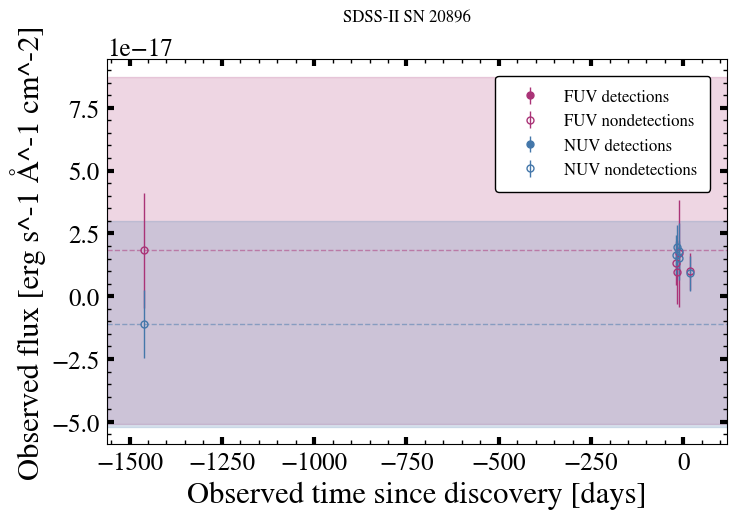 SDSS-II SN 20896
1e−17
7.5
5.0
2.5
0.0
−2.5
−5.0
Observed flux [erg s^-1 Å^-1 cm^-2]
FUV detections
FUV nondetections
NUV detections
NUV nondetections
−1500 −1250 −1000 −750 −500 −250 0
Observed time since discovery [days]